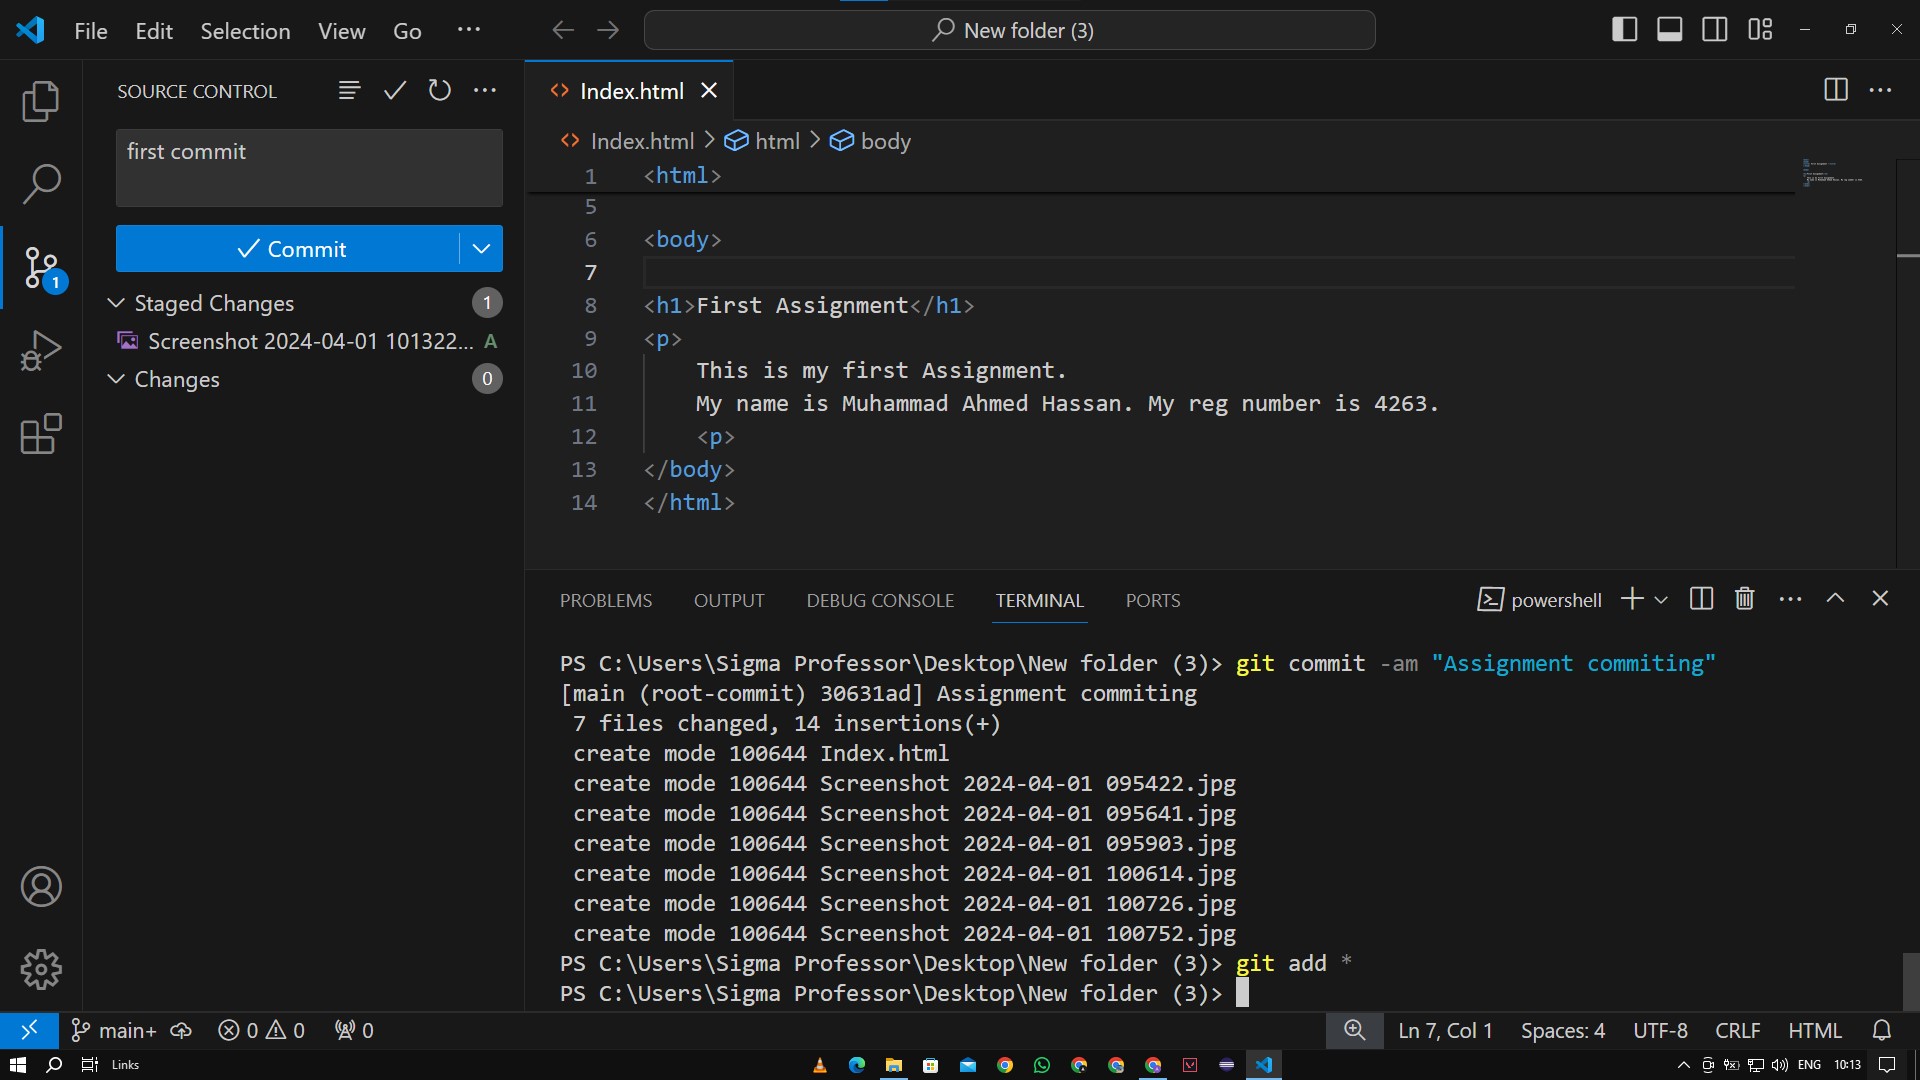 File Edit Selection View Go ···
New folder (3)
SOURCE CONTROL
first commit
Commit
1
Staged Changes 1
Screenshot 2024-04-01 101322... A
Changes 0
Index.html
Index.html > html > body
1 <html>
5
6 <body>
7
8 <h1>First Assignment</h1>
9 <p>
10 This is my first Assignment.
11 My name is Muhammad Ahmed Hassan. My reg number is 4263.
12 <p>
13 </body>
14 </html>
PROBLEMS OUTPUT DEBUG CONSOLE TERMINAL PORTS
powershell
PS C:\Users\Sigma Professor\Desktop\New folder (3)> git commit -am "Assignment commiting"
[main (root-commit) 30631ad] Assignment commiting
7 files changed, 14 insertions(+)
create mode 100644 Index.html
create mode 100644 Screenshot 2024-04-01 095422.jpg
create mode 100644 Screenshot 2024-04-01 095641.jpg
create mode 100644 Screenshot 2024-04-01 095903.jpg
create mode 100644 Screenshot 2024-04-01 100614.jpg
create mode 100644 Screenshot 2024-04-01 100726.jpg
create mode 100644 Screenshot 2024-04-01 100752.jpg
PS C:\Users\Sigma Professor\Desktop\New folder (3)> git add *
PS C:\Users\Sigma Professor\Desktop\New folder (3)>
main+ 0 0 0 Ln 7, Col 1 Spaces: 4 UTF-8 CRLF HTML
Links ENG 10:13